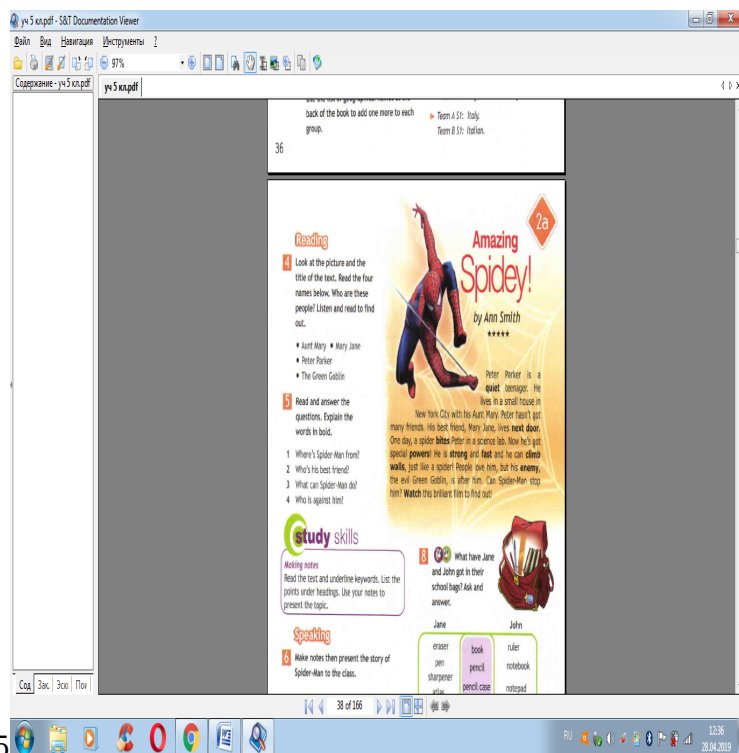 уч 5 кл.pdf - S&T Documentation Viewer
Файл Вид Навигация Инструменты ?
97%
Содержание - уч 5 кл.pdf
уч 5 кл.pdf
back of the book to add one more to each
group.
36
Team A S1: Italy.
Team B S1: Italian.
Reading
4 Look at the picture and the
title of the text. Read the four
names below. Who are these
people? Listen and read to find
out.
• Aunt Mary • Mary Jane
• Peter Parker
• The Green Goblin
5 Read and answer the
questions. Explain the
words in bold.
1 Where's Spider-Man from?
2 Who's his best friend?
3 What can Spider-Man do?
4 Who is against him?
study skills
Making notes
Read the text and underline keywords. List the
points under headings. Use your notes to
present the topic.
Speaking
6 Make notes then present the story of
Spider-Man to the class.
2a
Amazing
Spidey!
by Ann Smith
*****
Peter Parker is a
quiet teenager. He
lives in a small house in
New York City with his Aunt Mary. Peter hasn't got
many friends. His best friend, Mary Jane, lives next door.
One day, a spider bites Peter in a science lab. Now he's got
special powers! He is strong and fast and he can climb
walls, just like a spider! People love him, but his enemy,
the evil Green Goblin, is after him. Can Spider-Man stop
him? Watch this brilliant film to find out!
8 What have Jane
and John got in their
school bags? Ask and
answer.
Jane John
eraser book ruler
pen pencil notebook
sharpener pencil case notepad
atlas
Сод Зак. Эск Пои
38 of 166
5
RU
12:36
28.04.2019